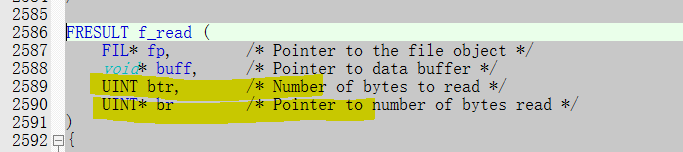 2585
2586 FRESULT f_read (
2587 FIL* fp, /* Pointer to the file object */
2588 void* buff, /* Pointer to data buffer */
2589 UINT btr, /* Number of bytes to read */
2590 UINT* br /* Pointer to number of bytes read */
2591 )
2592 {